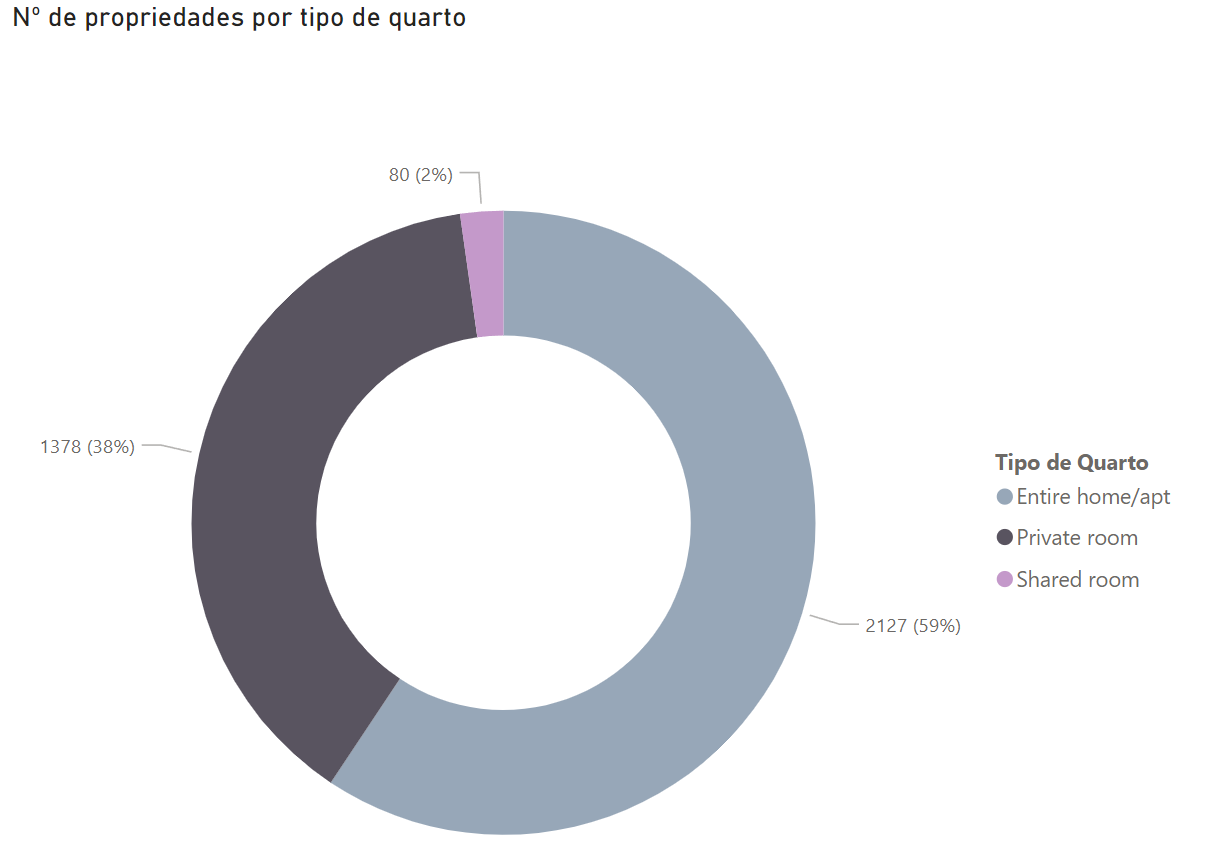 Nº de propriedades por tipo de quarto
80 (2%)
1378 (38%)
Tipo de Quarto
Entire home/apt
Private room
Shared room
2127 (59%)